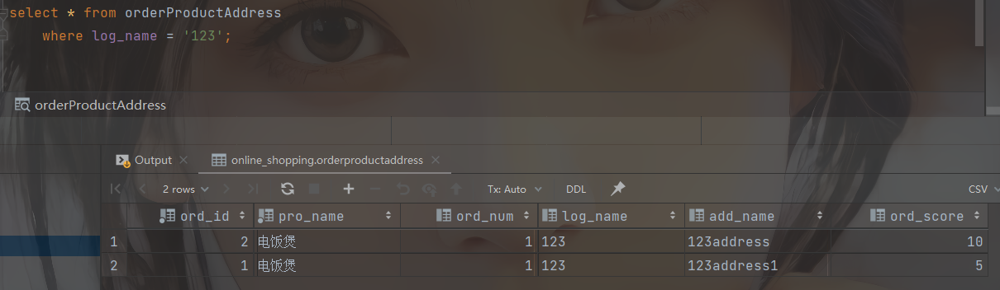 select * from orderProductAddress
where log_name = '123';
orderProductAddress
Output
online_shopping.orderproductaddress
2 rows
Tx: Auto
DDL
CSV
ord_id pro_name ord_num log_name add_name ord_score
1 2 电饭煲 1 123 123address 10
2 1 电饭煲 1 123 123address1 5